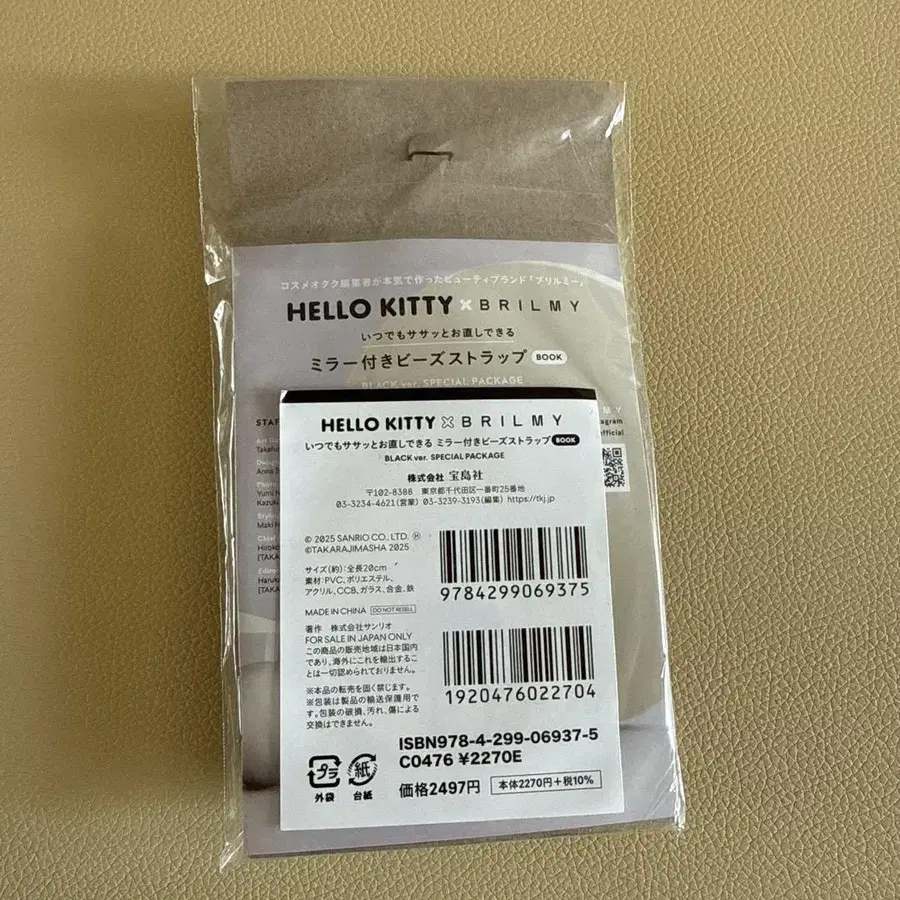 コスメオタク編集者が本気で作ったビューティブランド「ブリルミー」
HELLO KITTY × BRILMY
いつでもササッとお直しできる
ミラー付きビーズストラップ BOOK
BLACK ver. SPECIAL PACKAGE
STAF
HELLO KITTY × BRILMY
いつでもササッとお直しできる ミラー付きビーズストラップ BOOK
BLACK ver. SPECIAL PACKAGE
株式会社 宝島社
〒102-8388 東京都千代田区一番町25番地
03-3234-4621(営業) 03-3239-3193(編集) https://tkj.jp
© 2025 SANRIO CO., LTD. Ⓗ
©TAKARAJIMASHA 2025
サイズ(約):全長20cm
素材:PVC、ポリエステル、
アクリル、CCB、ガラス、合金、鉄
MADE IN CHINA DO NOT RESELL
著作 株式会社サンリオ
FOR SALE IN JAPAN ONLY
この商品の販売地域は日本国内
であり、海外にこれを輸出するこ
とは一切認められておりません。
※本品の転売を固く禁じます。
※包装は製品の輸送保護用で
す。包装の破損、汚れ、傷による
交換はできません。
9784299069375
1920476022704
ISBN978-4-299-06937-5
C0476 ¥2270E
価格2497円 本体2270円+税10%
プラ 外袋
紙 台紙